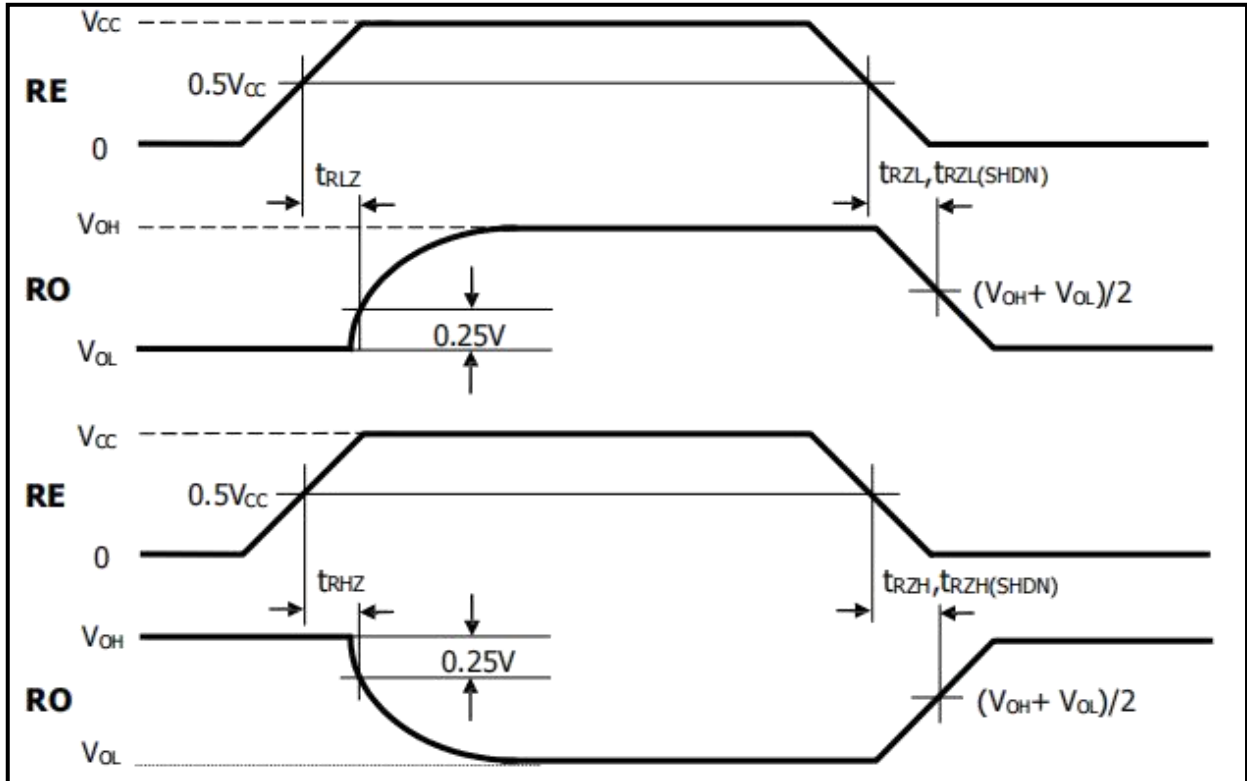 VCC
0.5VCC
RE
0
tRLZ
tRZL,tRZL(SHDN)
VOH
RO
(VOH+ VOL)/2
0.25V
VOL
VCC
0.5VCC
RE
0
tRHZ
tRZH,tRZH(SHDN)
VOH
0.25V
RO
(VOH+ VOL)/2
VOL